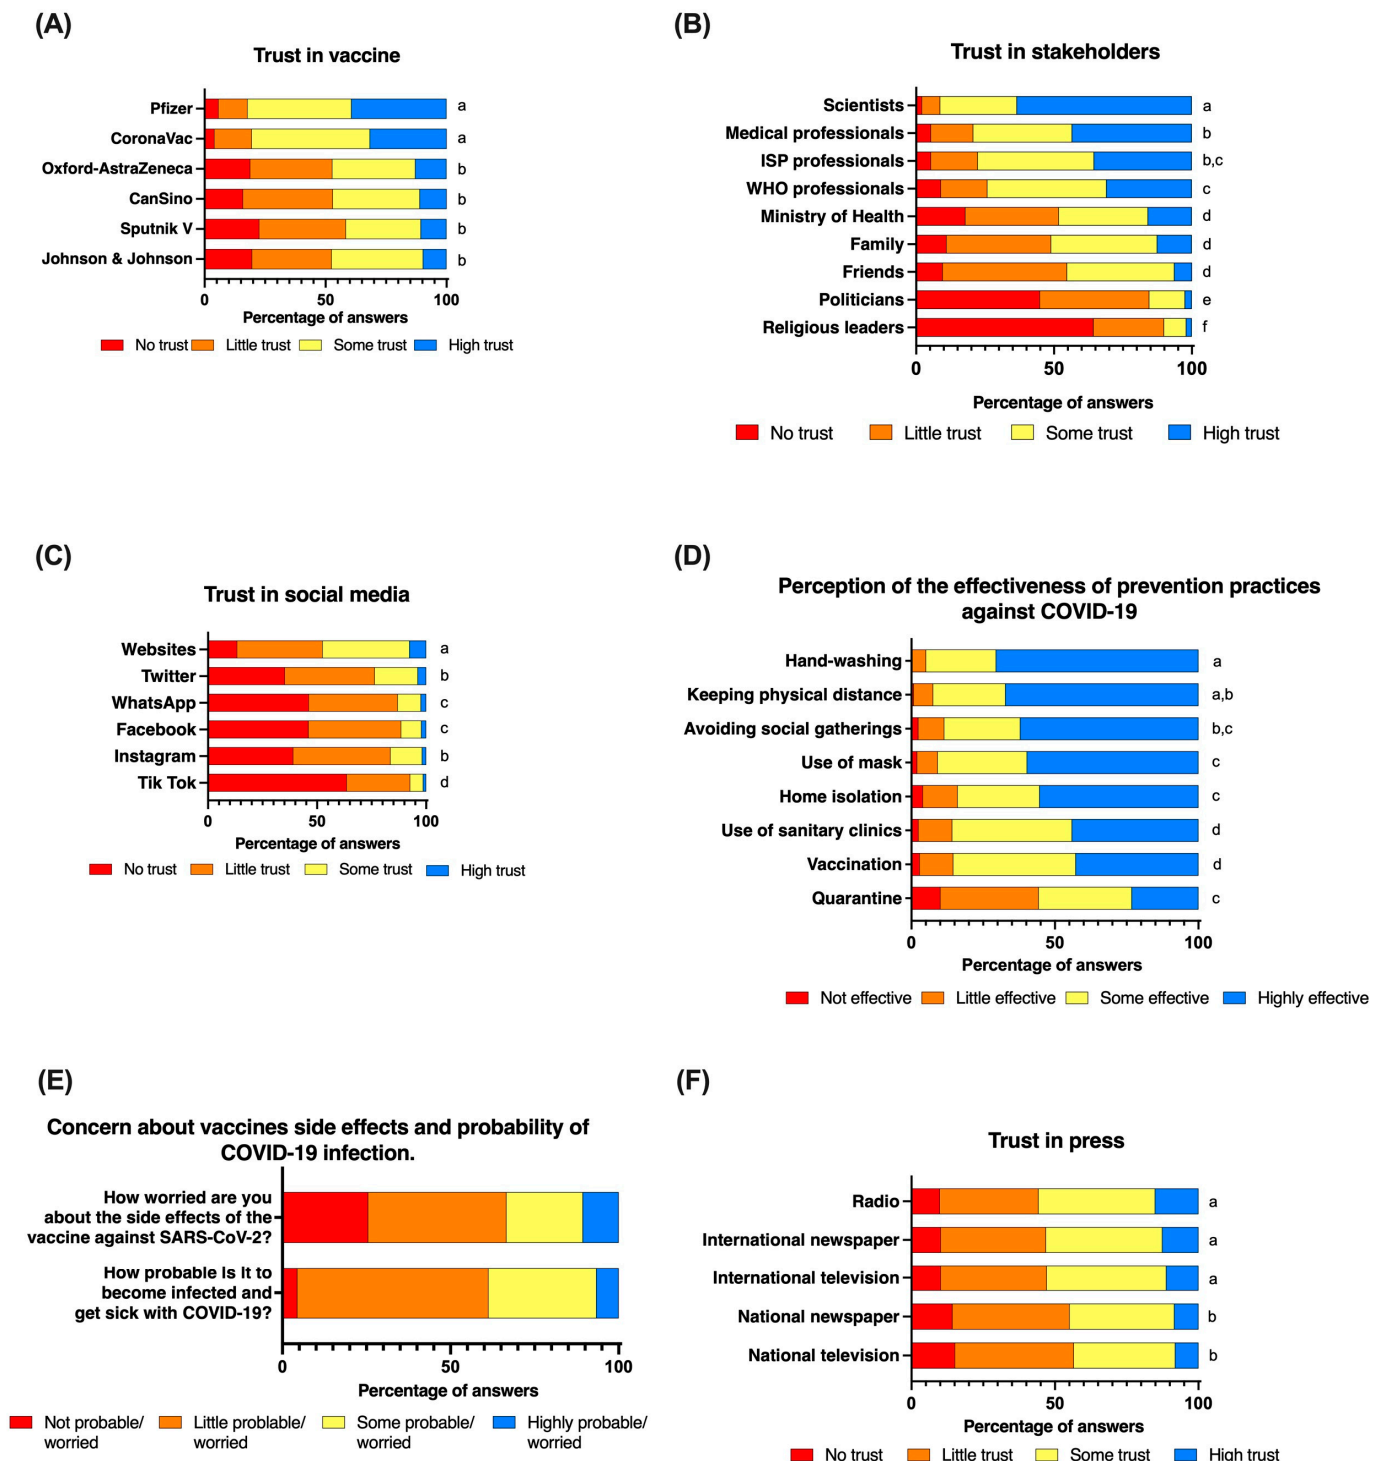 (A)
Trust in vaccine
Pfizer
a
CoronaVac
a
Oxford-AstraZeneca
b
CanSino
b
Sputnik V
b
Johnson & Johnson
b
0 50 100
Percentage of answers
No trust Little trust Some trust High trust
(B)
Trust in stakeholders
Scientists
a
Medical professionals
b
ISP professionals
b,c
WHO professionals
c
Ministry of Health
d
Family
d
Friends
d
Politicians
e
Religious leaders
f
0 50 100
Percentage of answers
No trust Little trust Some trust High trust
(C)
Trust in social media
Websites
a
Twitter
b
WhatsApp
c
Facebook
c
Instagram
b
Tik Tok
d
0 50 100
Percentage of answers
No trust Little trust Some trust High trust
(D)
Perception of the effectiveness of prevention practices
against COVID-19
Hand-washing
a
Keeping physical distance
a,b
Avoiding social gatherings
b,c
Use of mask
c
Home isolation
c
Use of sanitary clinics
d
Vaccination
d
Quarantine
c
0 50 100
Percentage of answers
Not effective Little effective Some effective Highly effective
(E)
Concern about vaccines side effects and probability of
COVID-19 infection.
How worried are you
about the side effects of the
vaccine against SARS-CoV-2?
How probable is it to
become infected and
get sick with COVID-19?
0 50 100
Percentage of answers
Not probable/ Little problable/ Some probable/ Highly probable/
worried worried worried worried
(F)
Trust in press
Radio
a
International newspaper
a
International television
a
National newspaper
b
National television
b
0 50 100
Percentage of answers
No trust Little trust Some trust High trust